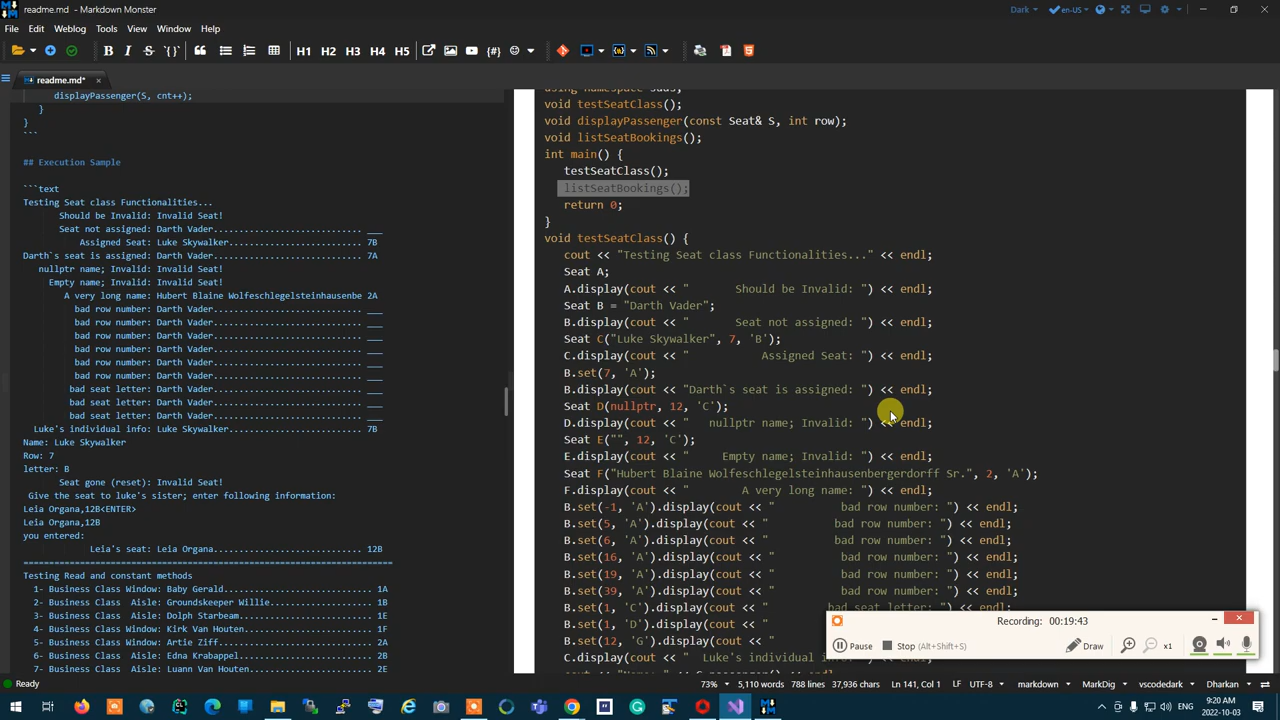 readme.md* - Markdown Monster
Dark
en-US
File Edit Weblog Tools View Window Help
B I S `{ } H1 H2 H3 H4 H5 {#}
readme.md* ×
displayPassenger(S, cnt++);
}
}
```
## Execution Sample
```text
Testing Seat class Functionalities...
Should be Invalid: Invalid Seat!
Seat not assigned: Darth Vader............................ ___
Assigned Seat: Luke Skywalker......................... 7B
Darth`s seat is assigned: Darth Vader............................ 7A
nullptr name; Invalid: Invalid Seat!
Empty name; Invalid: Invalid Seat!
A very long name: Hubert Blaine Wolfeschlegelsteinhausenbe 2A
bad row number: Darth Vader............................ ___
bad row number: Darth Vader............................ ___
bad row number: Darth Vader............................ ___
bad row number: Darth Vader............................ ___
bad row number: Darth Vader............................ ___
bad row number: Darth Vader............................ ___
bad seat letter: Darth Vader............................ ___
bad seat letter: Darth Vader............................ ___
bad seat letter: Darth Vader............................ ___
Luke's individual info: Luke Skywalker......................... 7B
Name: Luke Skywalker
Row: 7
letter: B
Seat gone (reset): Invalid Seat!
Give the seat to luke's sister; enter following information:
Leia Organa,12B<ENTER>
Leia Organa,12B
you entered:
Leia's seat: Leia Organa............................ 12B
======================================================================
Testing Read and constant methods
1- Business Class Window: Baby Gerald............................ 1A
2- Business Class  Aisle: Groundskeeper Willie................... 1B
3- Business Class  Aisle: Dolph Starbeam......................... 1E
4- Business Class Window: Kirk Van Houten........................ 1F
5- Business Class Window: Artie Ziff............................. 2A
6- Business Class  Aisle: Edna Krabappel......................... 2B
7- Business Class  Aisle: Luann Van Houten....................... 2E
void testSeatClass();
void displayPassenger(const Seat& S, int row);
void listSeatBookings();
int main() {
testSeatClass();
listSeatBookings();
return 0;
}
void testSeatClass() {
cout << "Testing Seat class Functionalities..." << endl;
Seat A;
A.display(cout << "       Should be Invalid: ") << endl;
Seat B = "Darth Vader";
B.display(cout << "       Seat not assigned: ") << endl;
Seat C("Luke Skywalker", 7, 'B');
C.display(cout << "           Assigned Seat: ") << endl;
B.set(7, 'A');
B.display(cout << "Darth`s seat is assigned: ") << endl;
Seat D(nullptr, 12, 'C');
D.display(cout << "   nullptr name; Invalid: ") << endl;
Seat E("", 12, 'C');
E.display(cout << "     Empty name; Invalid: ") << endl;
Seat F("Hubert Blaine Wolfeschlegelsteinhausenbergerdorff Sr.", 2, 'A');
F.display(cout << "        A very long name: ") << endl;
B.set(-1, 'A').display(cout << "          bad row number: ") << endl;
B.set(5, 'A').display(cout << "          bad row number: ") << endl;
B.set(6, 'A').display(cout << "          bad row number: ") << endl;
B.set(16, 'A').display(cout << "          bad row number: ") << endl;
B.set(19, 'A').display(cout << "          bad row number: ") << endl;
B.set(39, 'A').display(cout << "          bad row number: ") << endl;
B.set(1, 'C').display(cout << "         bad seat letter: ") << endl;
B.set(1, 'D').display(cout << "
B.set(12, 'G').display(cout << "
C.display(cout << "  Luke's individual
Recording: 00:19:43
Pause Stop (Alt+Shift+S) Draw x1
Ready 73% 5,110 words 788 lines 37,936 chars Ln 141, Col 1 LF UTF-8 markdown MarkDig vscodedark Dharkan
9:20 AM
2022-10-03